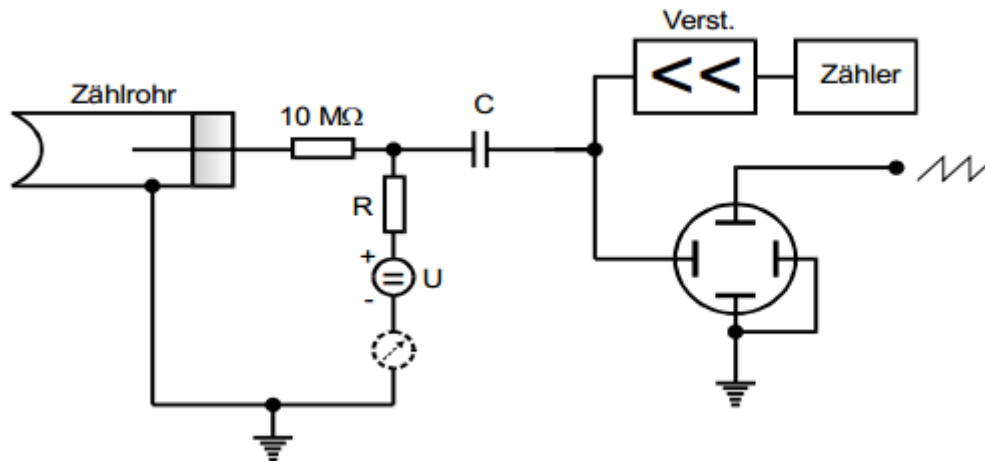 Verst.
<<
Zähler
Zählrohr
10 MΩ
C
R
+
=
U
-